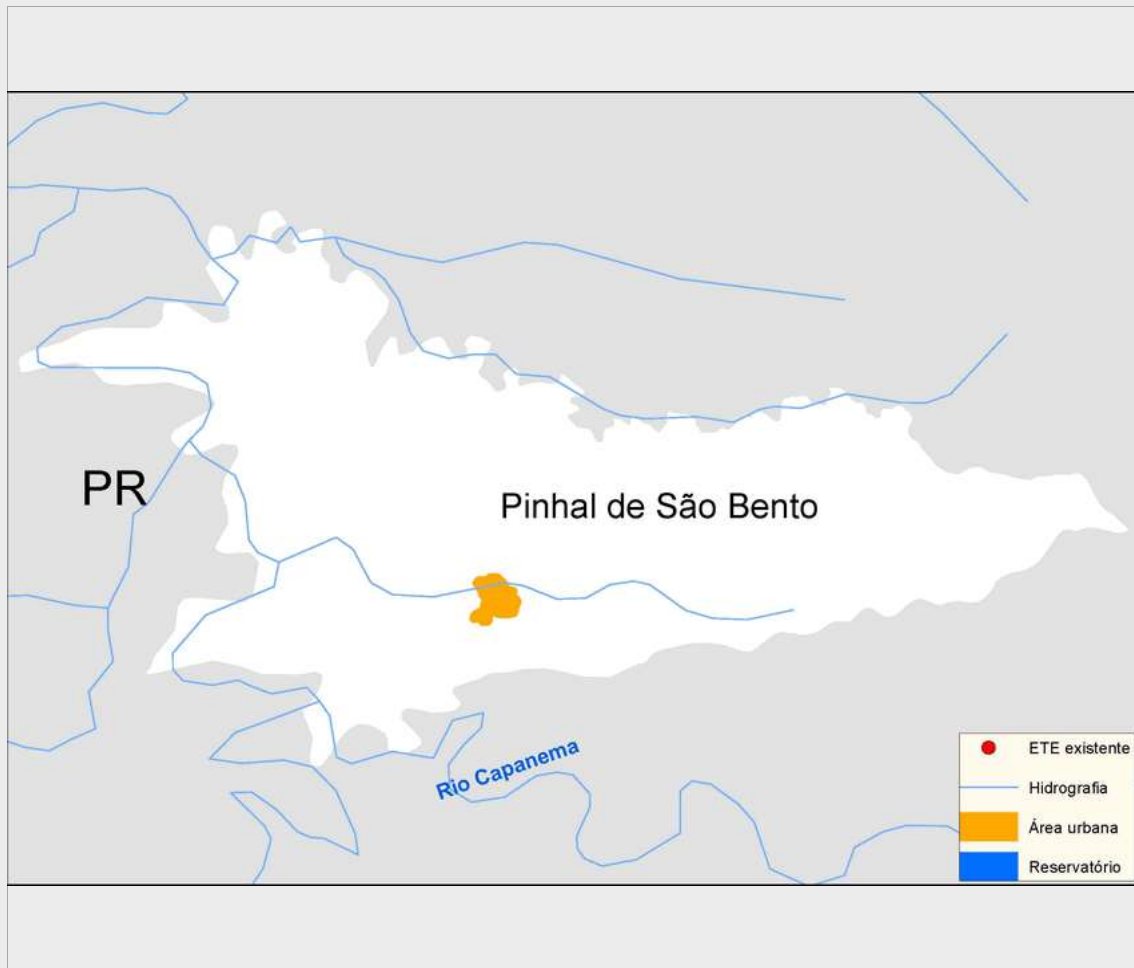 PR
Pinhal de São Bento
Rio Capanema
ETE existente
Hidrografia
Área urbana
Reservatório